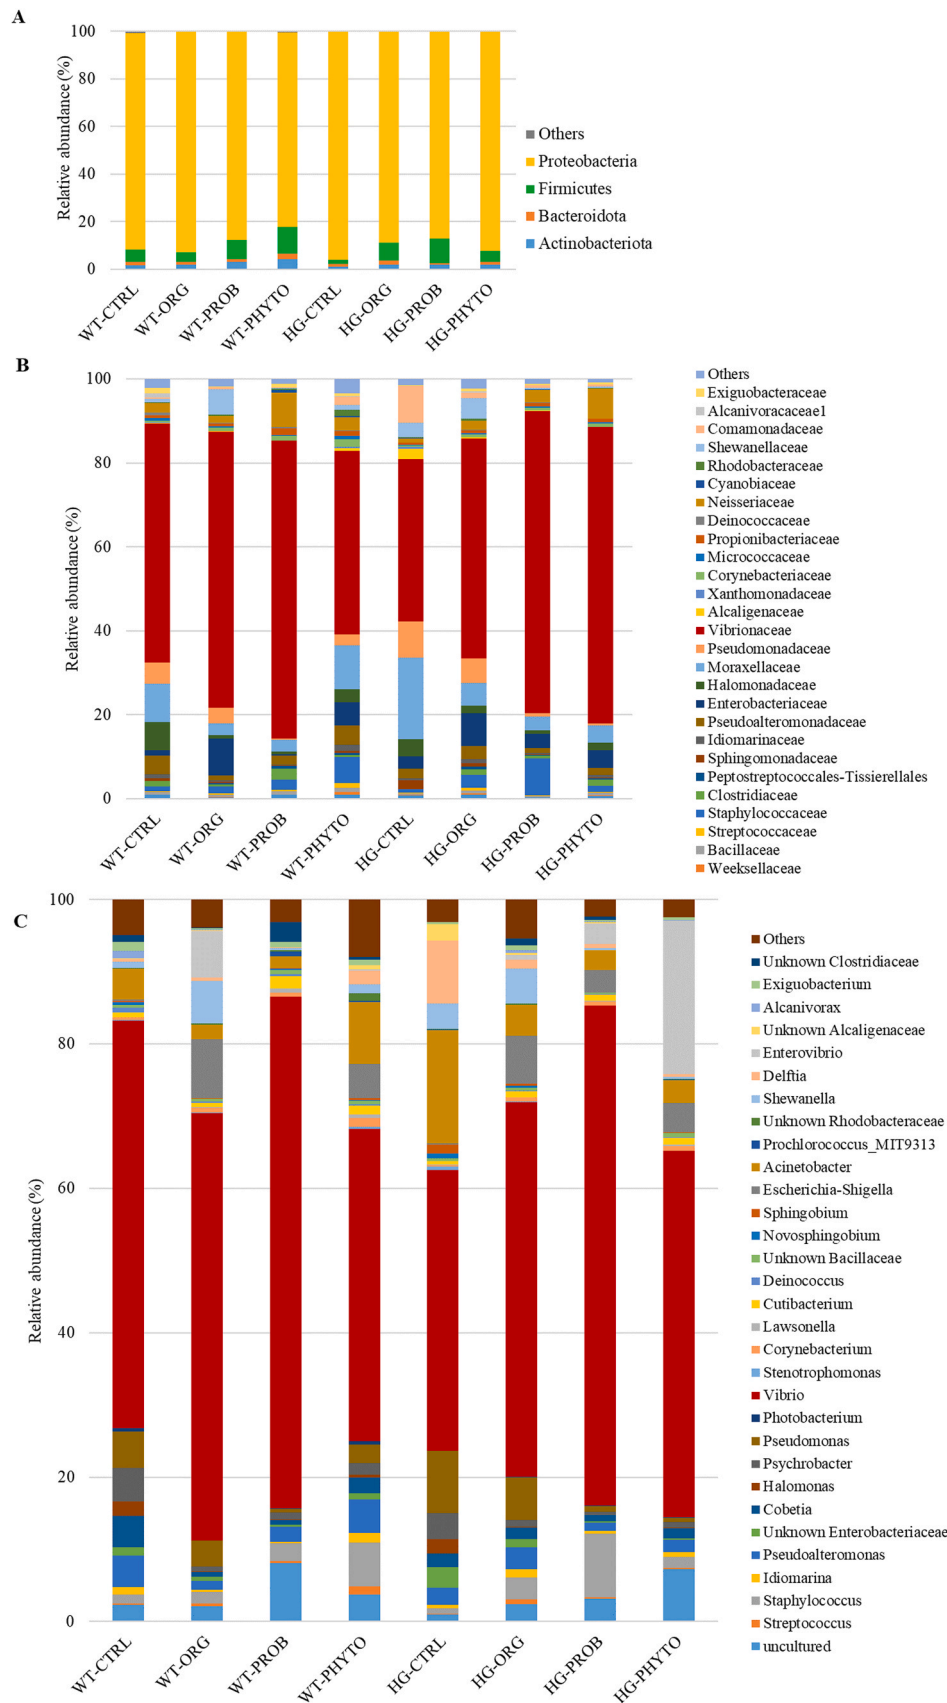 A
100
80
60
40
20
0
Relative abundance (%)
WT-CTRL
WT-ORG
WT-PROB
WT-PHYTO
HG-CTRL
HG-ORG
HG-PROB
HG-PHYTO
Others
Proteobacteria
Firmicutes
Bacteroidota
Actinobacteriota
B
100
80
60
40
20
0
Relative abundance (%)
WT-CTRL
WT-ORG
WT-PROB
WT-PHYTO
HG-CTRL
HG-ORG
HG-PROB
HG-PHYTO
Others
Exiguobacteraceae
Alcanivoracaceae1
Comamonadaceae
Shewanellaceae
Rhodobacteraceae
Cyanobiaceae
Neisseriaceae
Deinococcaceae
Propionibacteriaceae
Micrococcaceae
Corynebacteriaceae
Xanthomonadaceae
Alcaligenaceae
Vibrionaceae
Pseudomonadaceae
Moraxellaceae
Halomonadaceae
Enterobacteriaceae
Pseudoalteromonadaceae
Idiomarinaceae
Sphingomonadaceae
Peptostreptococcales-Tissierellales
Clostridiaceae
Staphylococcaceae
Streptococcaceae
Bacillaceae
Weeksellaceae
C
100
80
60
40
20
0
Relative abundance (%)
WT-CTRL
WT-ORG
WT-PROB
WT-PHYTO
HG-CTRL
HG-ORG
HG-PROB
HG-PHYTO
Others
Unknown Clostridiaceae
Exiguobacterium
Alcanivorax
Unknown Alcaligenaceae
Enterovibrio
Delftia
Shewanella
Unknown Rhodobacteraceae
Prochlorococcus_MIT9313
Acinetobacter
Escherichia-Shigella
Sphingobium
Novosphingobium
Unknown Bacillaceae
Deinococcus
Cutibacterium
Lawsonella
Corynebacterium
Stenotrophomonas
Vibrio
Photobacterium
Pseudomonas
Psychrobacter
Halomonas
Cobetia
Unknown Enterobacteriaceae
Pseudoalteromonas
Idiomarina
Staphylococcus
Streptococcus
uncultured